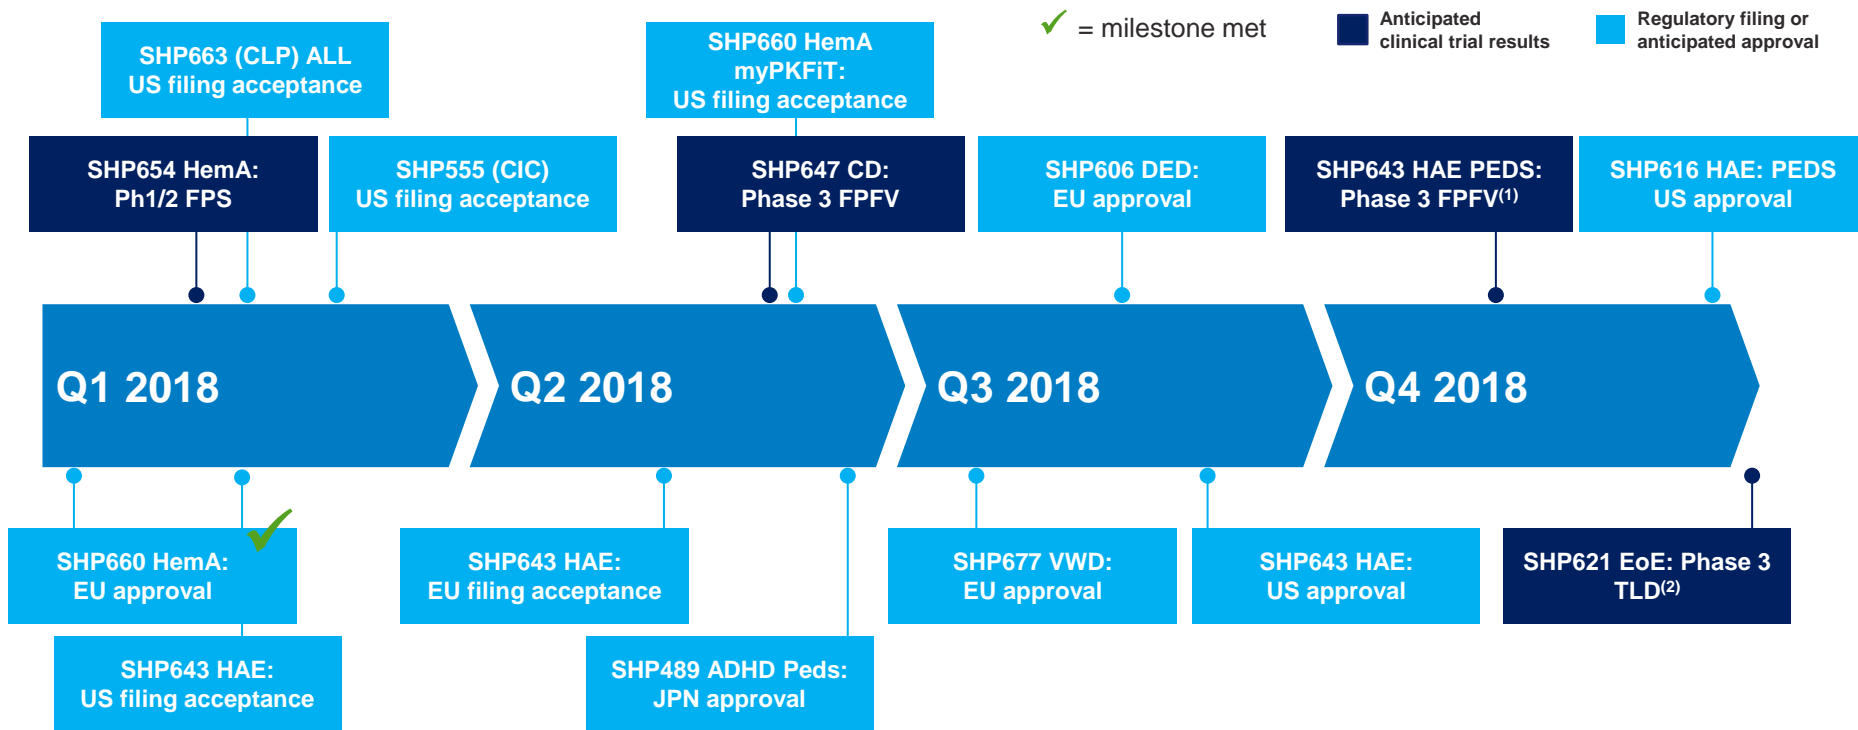 = milestone met
Anticipated
clinical trial results
Regulatory filing or
anticipated approval
SHP663 (CLP) ALL
US filing acceptance
SHP660 HemA
myPKFiT:
US filing acceptance
SHP654 HemA:
Ph1/2 FPS
SHP555 (CIC)
US filing acceptance
SHP647 CD:
Phase 3 FPFV
SHP606 DED:
EU approval
SHP643 HAE PEDS:
Phase 3 FPFV(1)
SHP616 HAE: PEDS
US approval
Q1 2018
Q2 2018
Q3 2018
Q4 2018
SHP660 HemA:
EU approval
SHP643 HAE:
EU filing acceptance
SHP677 VWD:
EU approval
SHP643 HAE:
US approval
SHP621 EoE: Phase 3
TLD(2)
SHP643 HAE:
US filing acceptance
SHP489 ADHD Peds:
JPN approval